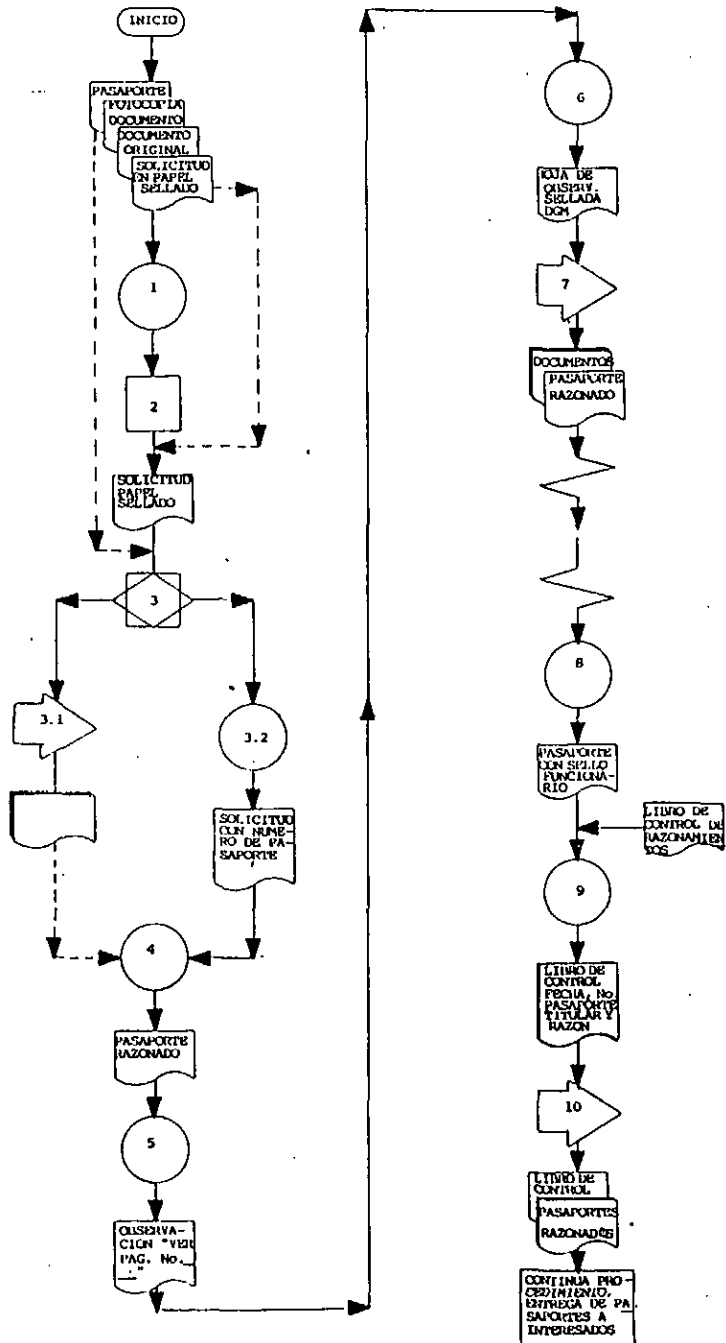 INICIO
PASAPORTE
FOTOCOPIA
DOCUMENTO
DOCUMENTO
ORIGINAL
SOLICITUD
EN PAPEL
SELLADO
1
2
SOLICITUD
PAPEL
SELLADO
3
3.1
3.2
SOLICITUD
CON NUME-
RO DE PA-
SAPORTE
4
PASAPORTE
RAZONADO
5
OBSERVA-
CION "VER
PAG. No.
"
6
HOJA DE
OBSERV.
SELLADA
DGM
7
DOCUMENTOS
PASAPORTE
RAZONADO
8
PASAPORTE
CON SELLO
FUNCIONA-
RIO
LIBRO DE
CONTROL DE
RAZONAMIEN
DOS
9
LIBRO DE
CONTROL
FECHA, No
PASAPORTE
TITULAR Y
RAZON
10
LIBRO DE
CONTROL
PASAPORTES
RAZONADOS
CONTINUA PRO-
CEDIMIENTO.
ENTREGA DE PA
SAPORTES A
INTERESADOS